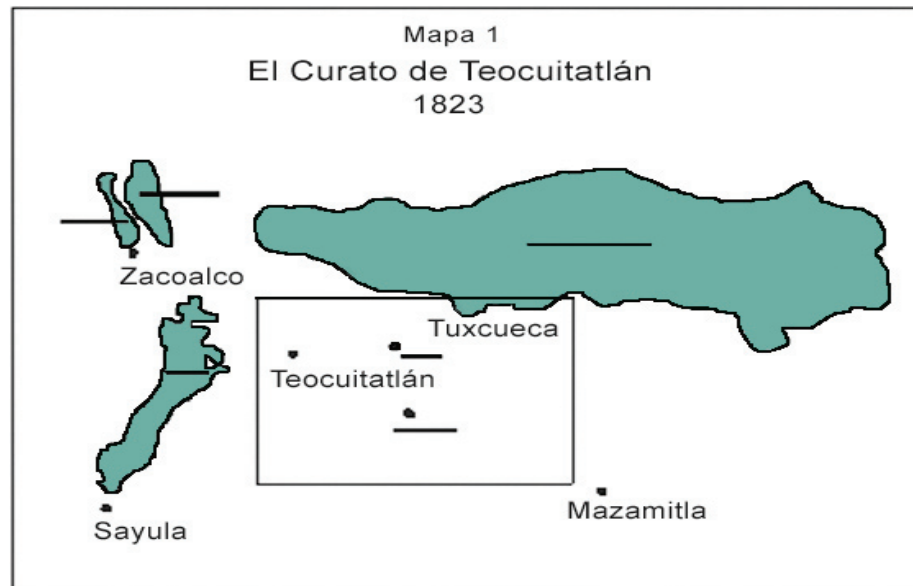 Mapa 1
El Curato de Teocuitatlán
1823
Zacoalco
Tuxcueca
Teocuitatlán
Mazamitla
Sayula